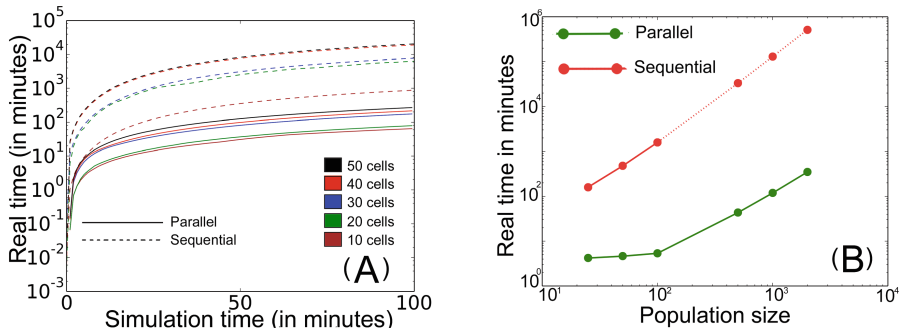 10^5
10^4
10^3
10^2
10^1
10^0
10^-1
10^-2
10^-3
Real time (in minutes)
50 cells
40 cells
30 cells
20 cells
10 cells
Parallel
Sequential
(A)
0
50
100
Simulation time (in minutes)
10^6
10^4
10^2
10^0
Real time in minutes
Parallel
Sequential
(B)
10^1
10^2
10^3
10^4
Population size